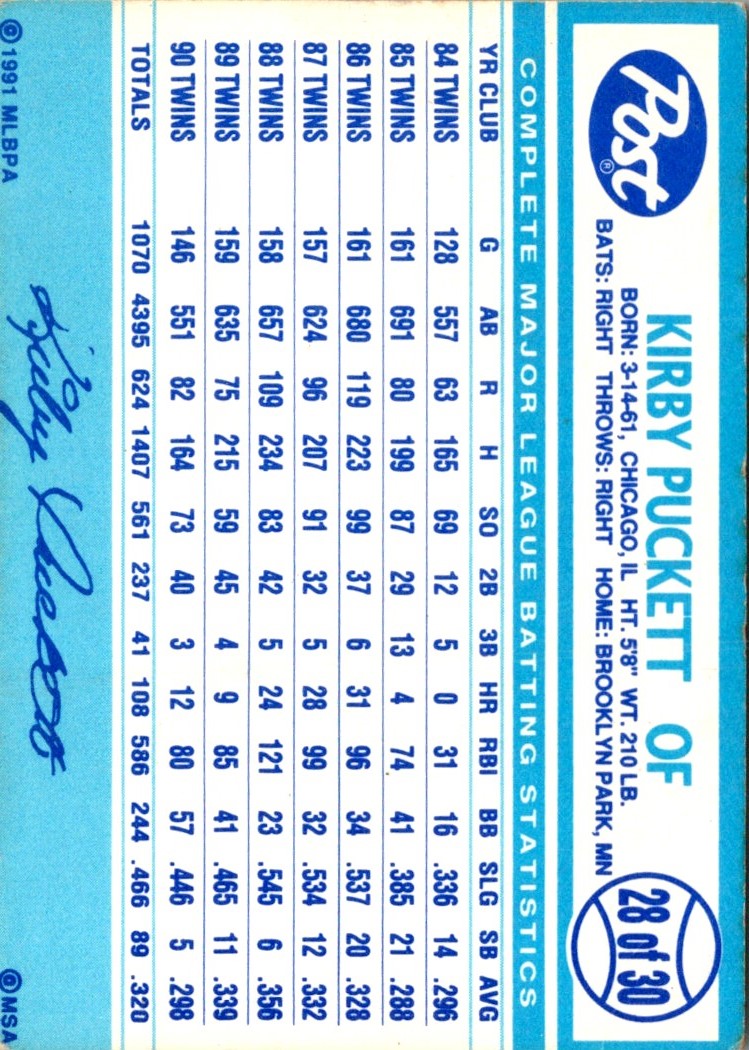 Post®
KIRBY PUCKETT OF
BORN: 3-14-61, CHICAGO, IL HT. 5'8" WT. 210 LB.
BATS: RIGHT THROWS: RIGHT HOME: BROOKLYN PARK, MN
28 of 30
COMPLETE MAJOR LEAGUE BATTING STATISTICS
YR CLUB G AB R H SO 2B 3B HR RBI BB SLG SB AVG
84 TWINS 128 557 63 165 69 12 5 0 31 16 .336 14 .296
85 TWINS 161 691 80 199 87 29 13 4 74 41 .385 21 .288
86 TWINS 161 680 119 223 99 37 6 31 96 34 .537 20 .328
87 TWINS 157 624 96 207 91 32 5 28 99 32 .534 12 .332
88 TWINS 158 657 109 234 83 42 5 24 121 23 .545 6 .356
89 TWINS 159 635 75 215 59 45 4 9 85 41 .465 11 .339
90 TWINS 146 551 82 164 73 40 3 12 80 57 .446 5 .298
TOTALS 1070 4395 624 1407 561 237 41 108 586 244 .466 89 .320
Kirby Puckett
©1991 MLBPA ©MSA